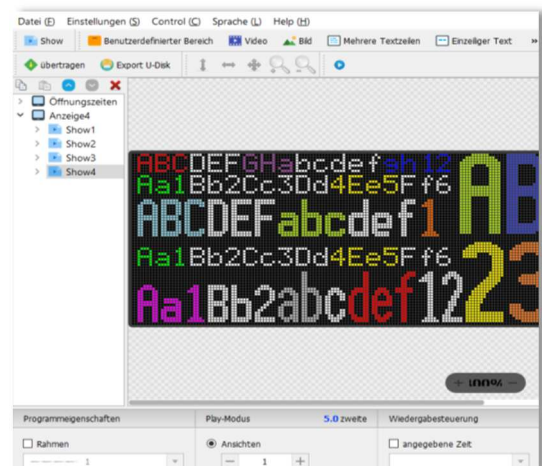 Datei (F) Einstellungen (S) Control (C) Sprache (L) Help (H)
Show Benutzerdefinierter Bereich Video Bild Mehrere Textzeilen Einzeiliger Text »
übertragen Export U-Disk
Öffnungszeiten
Anzeige4
Show1
Show2
Show3
Show4
ABCDEFGHabcdefgh12
Aa1Bb2Cc3Dd4Ee5Ff6
ABCDEFabcdef1
Aa1Bb2Cc3Dd4Ee5Ff6
Aa1Bb2abcdef12
AB
23
+ 100% −
Programmeigenschaften Play-Modus 5.0 zweite Wiedergabesteuerung
Rahmen Ansichten angegebene Zeit
1 − 1 +